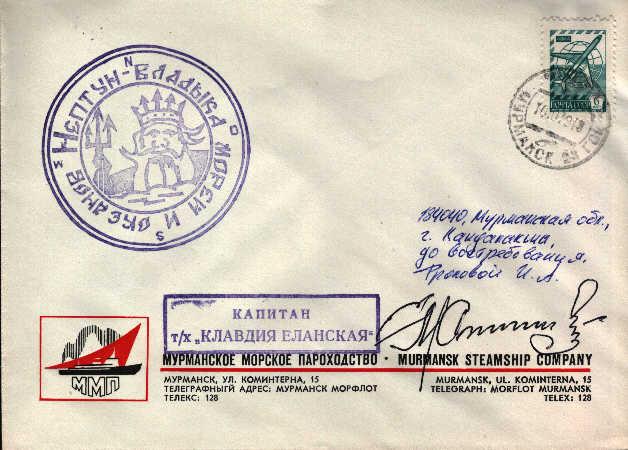 N
Нептун - Владыка морей и океанов
O
S
W
ПОЧТА СССР
6
МУРМАНСК
184040, Мурманская обл.,
г. Кандалакша,
до востребования,
И. А.
КАПИТАН
т/х „КЛАВДИЯ ЕЛАНСКАЯ"
ММП
МУРМАНСКОЕ МОРСКОЕ ПАРОХОДСТВО • MURMANSK STEAMSHIP COMPANY
МУРМАНСК, УЛ. КОМИНТЕРНА, 15
ТЕЛЕГРАФНЫЙ АДРЕС: МУРМАНСК МОРФЛОТ
ТЕЛЕКС: 128
MURMANSK, UL. KOMINTERNA, 15
TELEGRAPH: MORFLOT MURMANSK
TELEX: 128